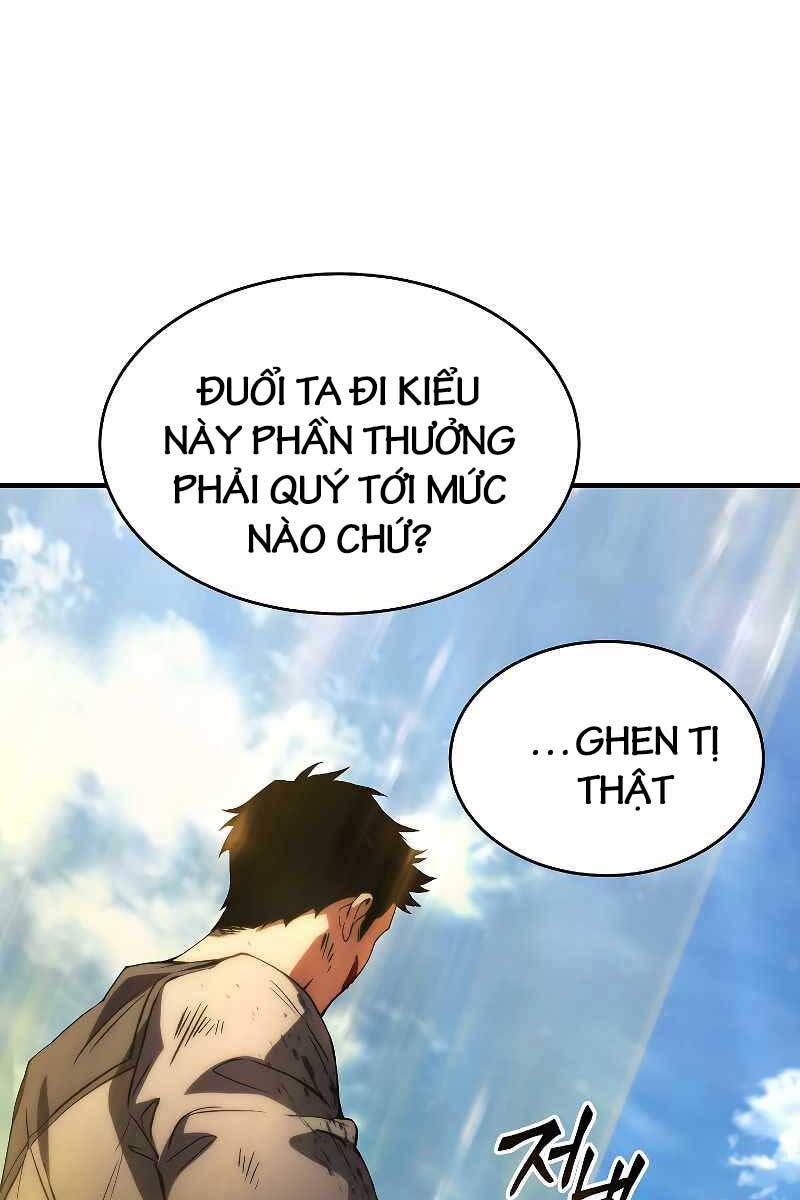 ĐUỔI TA ĐI KIỂU
NÀY PHẦN THƯỞNG
PHẢI QUÝ TỚI MỨC
NÀO CHỨ?
...GHEN TỊ
THẬT